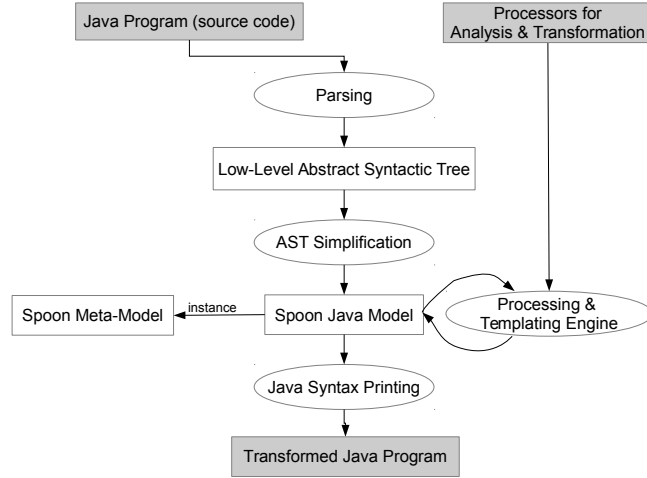 Java Program (source code)
Processors for
Analysis & Transformation
Parsing
Low-Level Abstract Syntactic Tree
AST Simplification
Spoon Meta-Model
instance
Spoon Java Model
Processing &
Templating Engine
Java Syntax Printing
Transformed Java Program